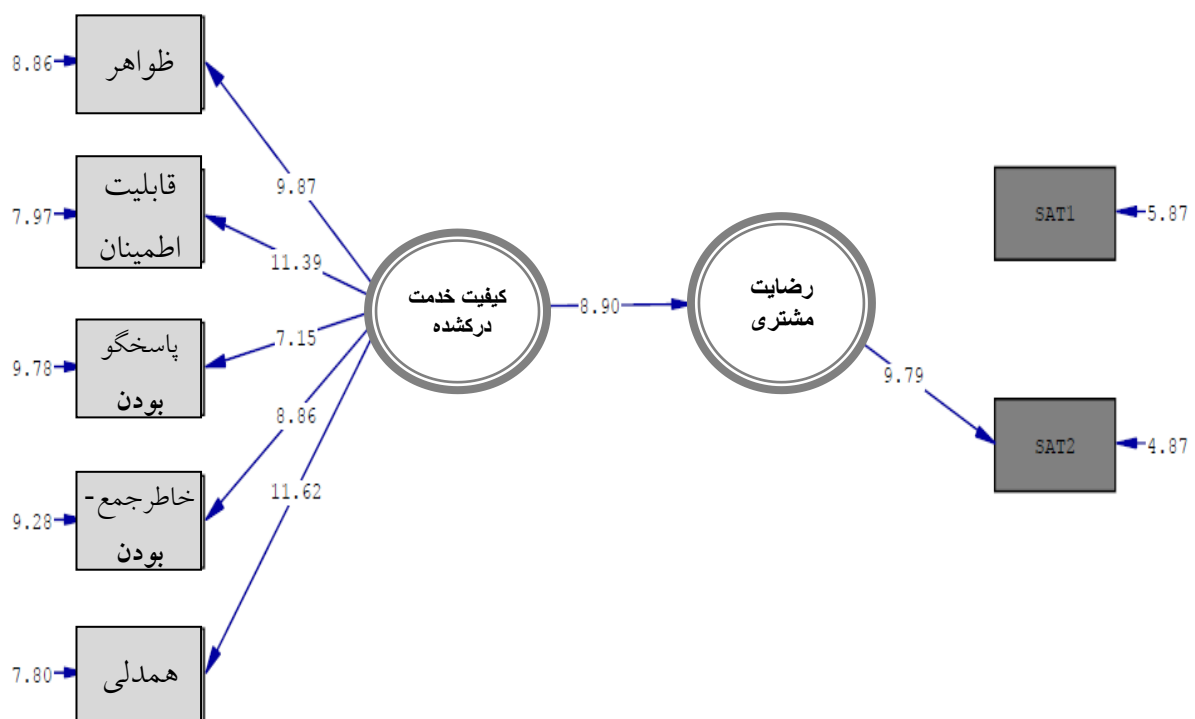 8.86
ظواهر
9.87
7.97
قابلیت
اطمینان
11.39
9.78
پاسخگو
بودن
7.15
9.28
خاطرجمع-
بودن
8.86
7.80
همدلی
11.62
کیفیت خدمت
درکشده
8.90
رضایت
مشتری
9.79
SAT1
5.87
SAT2
4.87